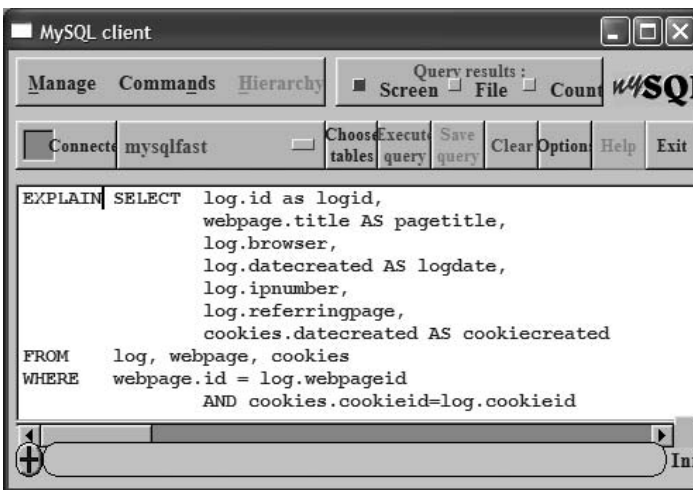 MySQL client
Query results :
Manage Commands Hierarchy Screen File Count mySQL
Choose Execute Save
Connecte mysqlfast tables query query Clear Option Help Exit
EXPLAIN SELECT log.id as logid,
webpage.title AS pagetitle,
log.browser,
log.datecreated AS logdate,
log.ipnumber,
log.referringpage,
cookies.datecreated AS cookiecreated
FROM log, webpage, cookies
WHERE webpage.id = log.webpageid
AND cookies.cookieid=log.cookieid